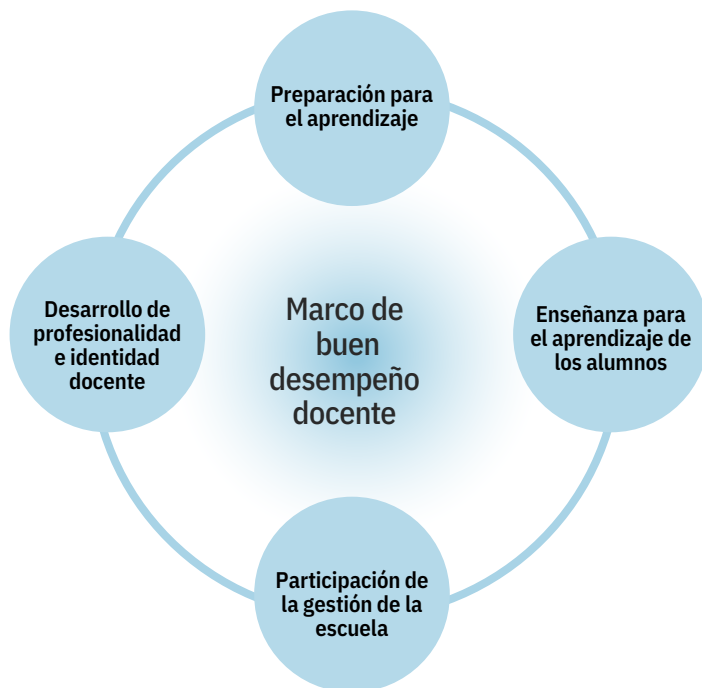 Preparación para
el aprendizaje
Desarrollo de
profesionalidad
e identidad
docente
Marco de
buen
desempeño
docente
Enseñanza para
el aprendizaje de
los alumnos
Participación de
la gestión de la
escuela